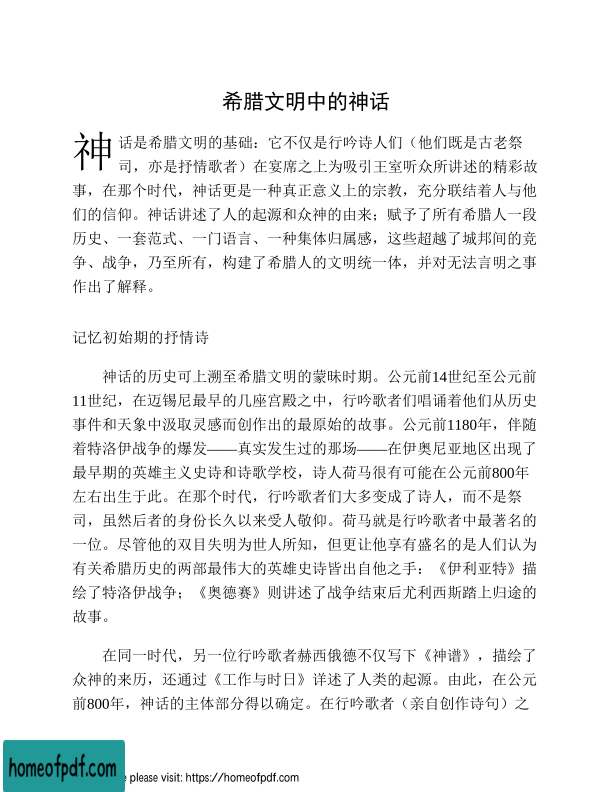 希腊文明中的神话
神话是希腊文明的基础：它不仅是行吟诗人们（他们既是古老祭
司，亦是抒情歌者）在宴席之上为吸引王室听众所讲述的精彩故
事，在那个时代，神话更是一种真正意义上的宗教，充分联结着人与他
们的信仰。神话讲述了人的起源和众神的由来；赋予了所有希腊人一段
历史、一套范式、一门语言、一种集体归属感，这些超越了城邦间的竞
争、战争，乃至所有，构建了希腊人的文明统一体，并对无法言明之事
作出了解释。
记忆初始期的抒情诗
神话的历史可上溯至希腊文明的蒙昧时期。公元前14世纪至公元前
11世纪，在迈锡尼最早的几座宫殿之中，行吟歌者们唱诵着他们从历史
事件和天象中汲取灵感而创作出的最原始的故事。公元前1180年，伴随
着特洛伊战争的爆发——真实发生过的那场——在伊奥尼亚地区出现了
最早期的英雄主义史诗和诗歌学校，诗人荷马很有可能在公元前800年
左右出生于此。在那个时代，行吟歌者们大多变成了诗人，而不是祭
司，虽然后者的身份长久以来受人敬仰。荷马就是行吟歌者中最著名的
一位。尽管他的双目失明为世人所知，但更让他享有盛名的是人们认为
有关希腊历史的两部最伟大的英雄史诗皆出自他之手：《伊利亚特》描
绘了特洛伊战争；《奥德赛》则讲述了战争结束后尤利西斯踏上归途的
故事。
在同一时代，另一位行吟歌者赫西俄德不仅写下《神谱》，描绘了
众神的来历，还通过《工作与时日》详述了人类的起源。由此，在公元
前800年，神话的主体部分得以确定。在行吟歌者（亲自创作诗句）之
homeofpdf.com
please visit: https://homeofpdf.com